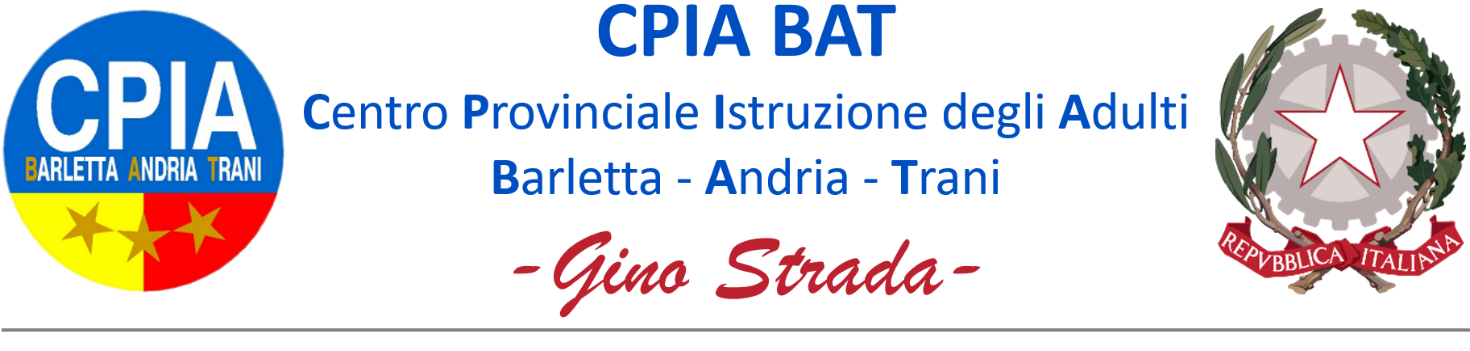 CPIA
BARLETTA ANDRIA TRANI
CPIA BAT
Centro Provinciale Istruzione degli Adulti
Barletta - Andria - Trani
-Gino Strada-
REPVBBLICA ITALIANA